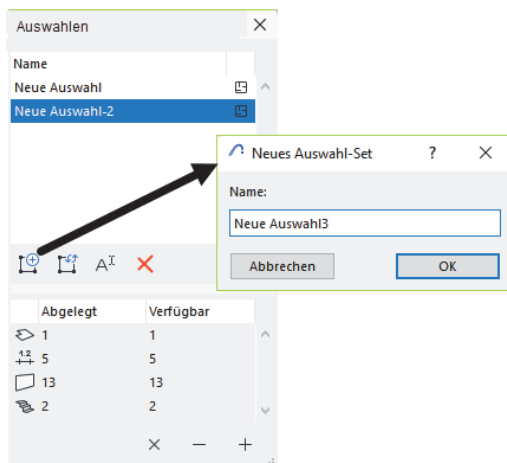 Auswahlen
Name
Neue Auswahl
Neue Auswahl-2
Neues Auswahl-Set ?
Name:
Neue Auswahl3
Abbrechen OK
Abgelegt Verfügbar
1 1
1.2 5 5
13 13
2 2